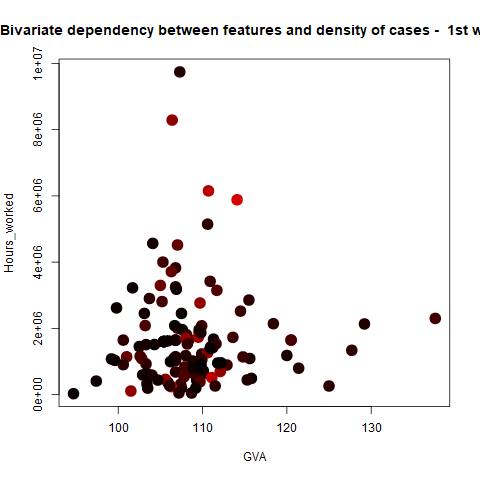 Bivariate dependency between features and density of cases - 1st w
1e+07
8e+06
6e+06
4e+06
2e+06
0e+00
Hours_worked
100 110 120 130
GVA